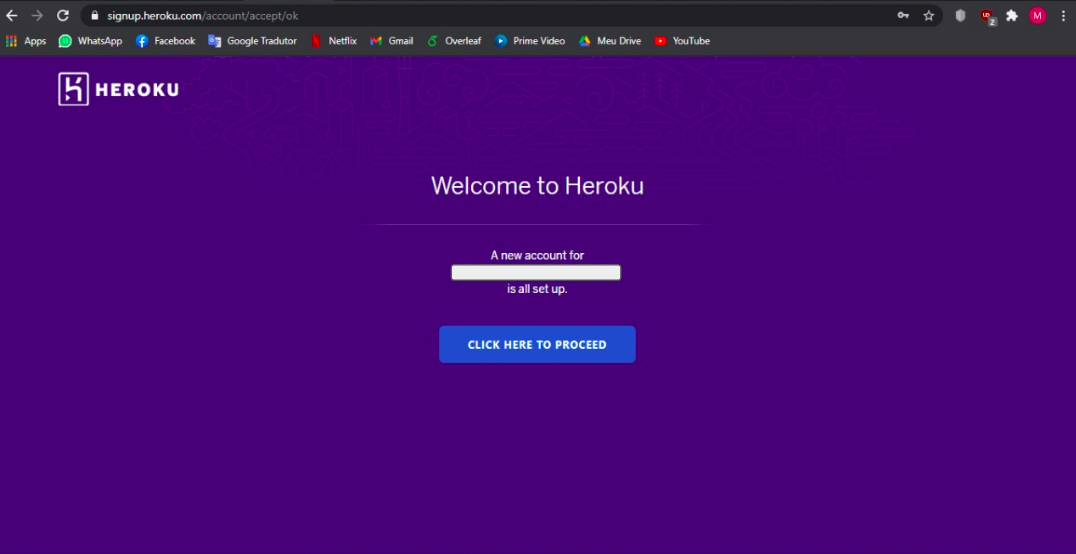 signup.heroku.com/account/accept/ok
2
M
Apps WhatsApp Facebook Google Tradutor Netflix Gmail Overleaf Prime Video Meu Drive YouTube
HEROKU
Welcome to Heroku
A new account for
is all set up.
CLICK HERE TO PROCEED